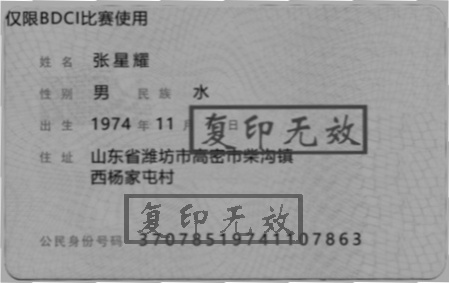 仅限BDCI比赛使用
姓名 张星耀
性别 男 民族 水
出生 1974 年 11 月 日
复印无效
住址 山东省潍坊市高密市柴沟镇
西杨家屯村
复印无效
公民身份号码 37078519741107863